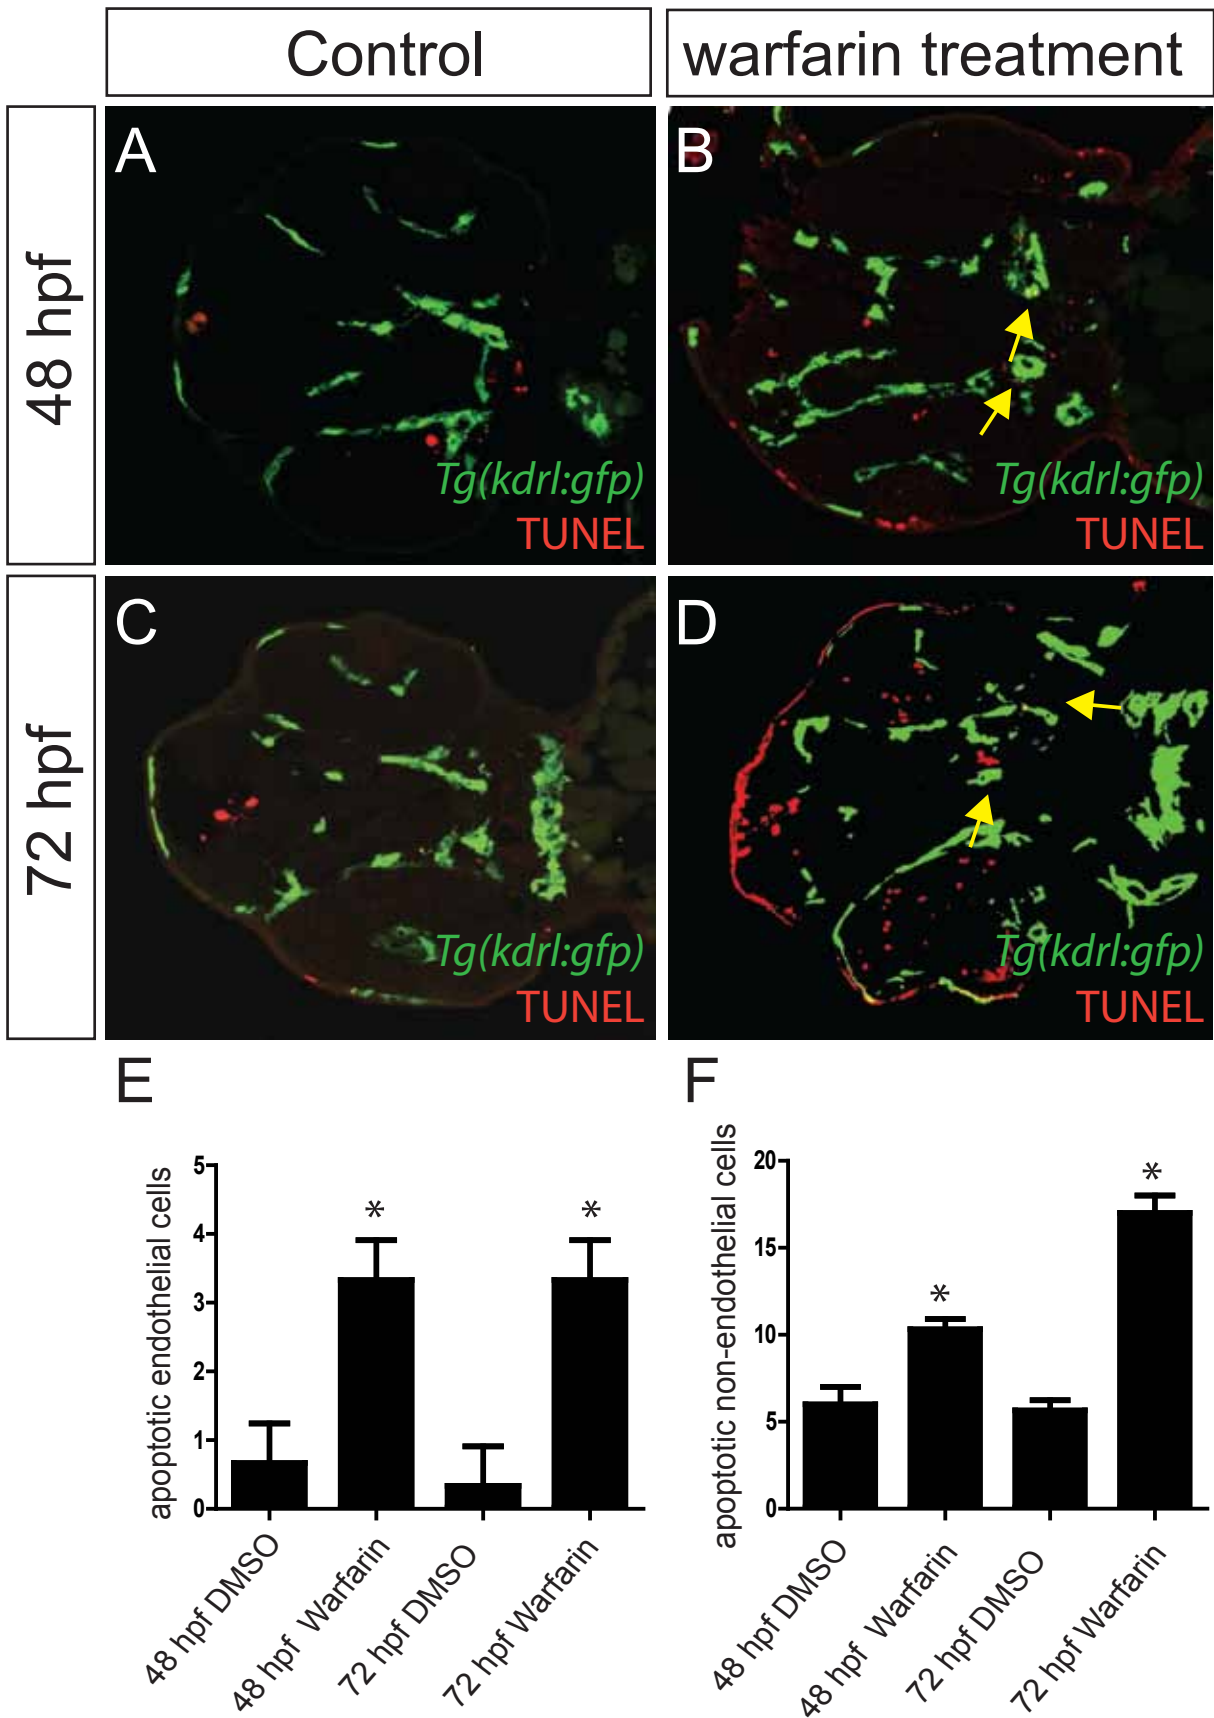 Control
warfarin treatment
48 hpf
A
Tg(kdrl:gfp)
TUNEL
B
Tg(kdrl:gfp)
TUNEL
72 hpf
C
Tg(kdrl:gfp)
TUNEL
D
Tg(kdrl:gfp)
TUNEL
E
apoptotic endothelial cells
5
4
3
2
1
0
*
*
48 hpf DMSO
48 hpf Warfarin
72 hpf DMSO
72 hpf Warfarin
F
apoptotic non-endothelial cells
20
15
10
5
0
*
*
48 hpf DMSO
48 hpf Warfarin
72 hpf DMSO
72 hpf Warfarin